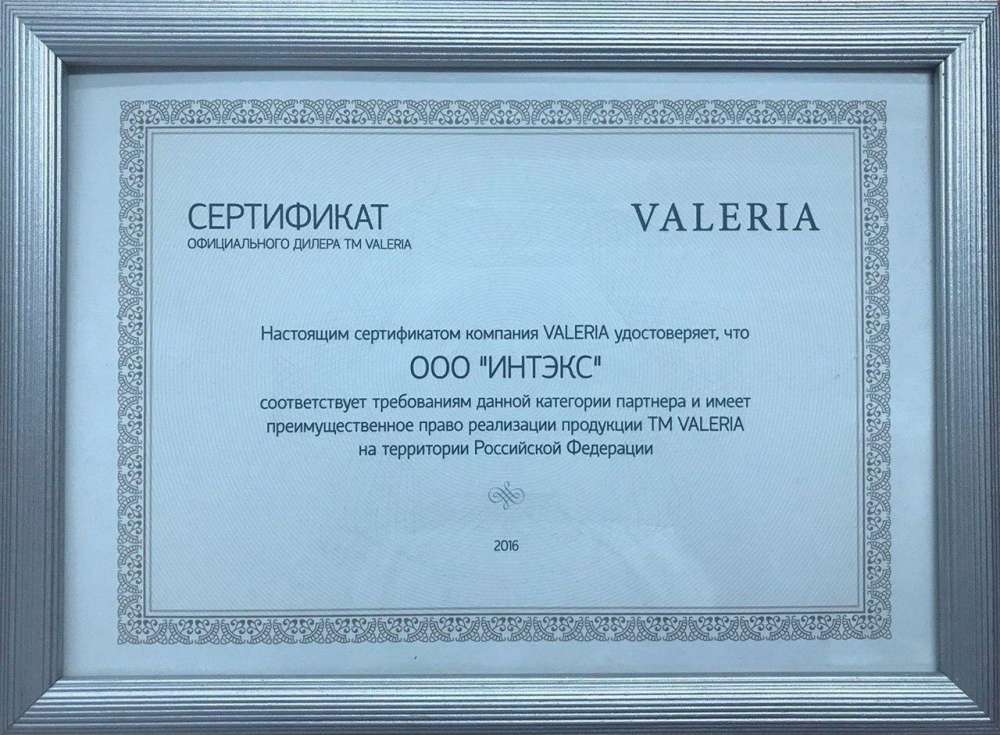 СЕРТИФИКАТ
ОФИЦИАЛЬНОГО ДИЛЕРА ТМ VALERIA
VALERIA
Настоящим сертификатом компания VALERIA удостоверяет, что
ООО "ИНТЭКС"
соответствует требованиям данной категории партнера и имеет
преимущественное право реализации продукции ТМ VALERIA
на территории Российской Федерации
2016